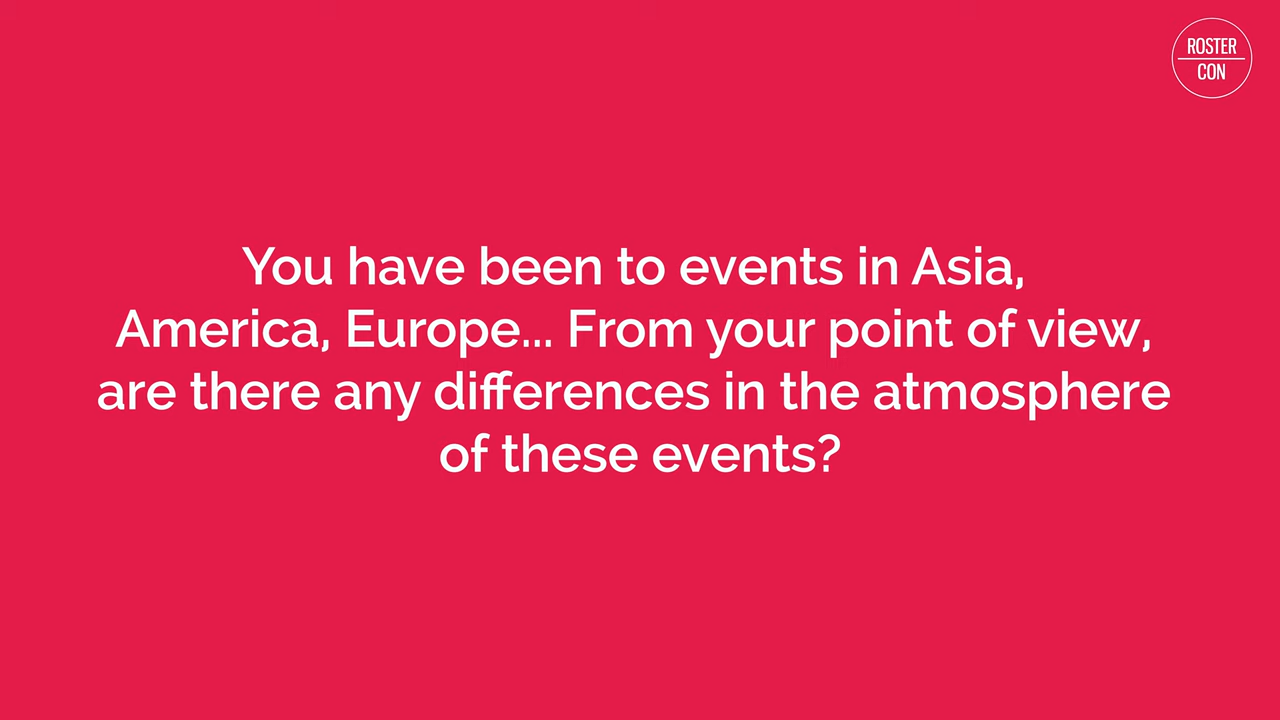 ROSTER
CON
You have been to events in Asia,
America, Europe... From your point of view,
are there any differences in the atmosphere
of these events?